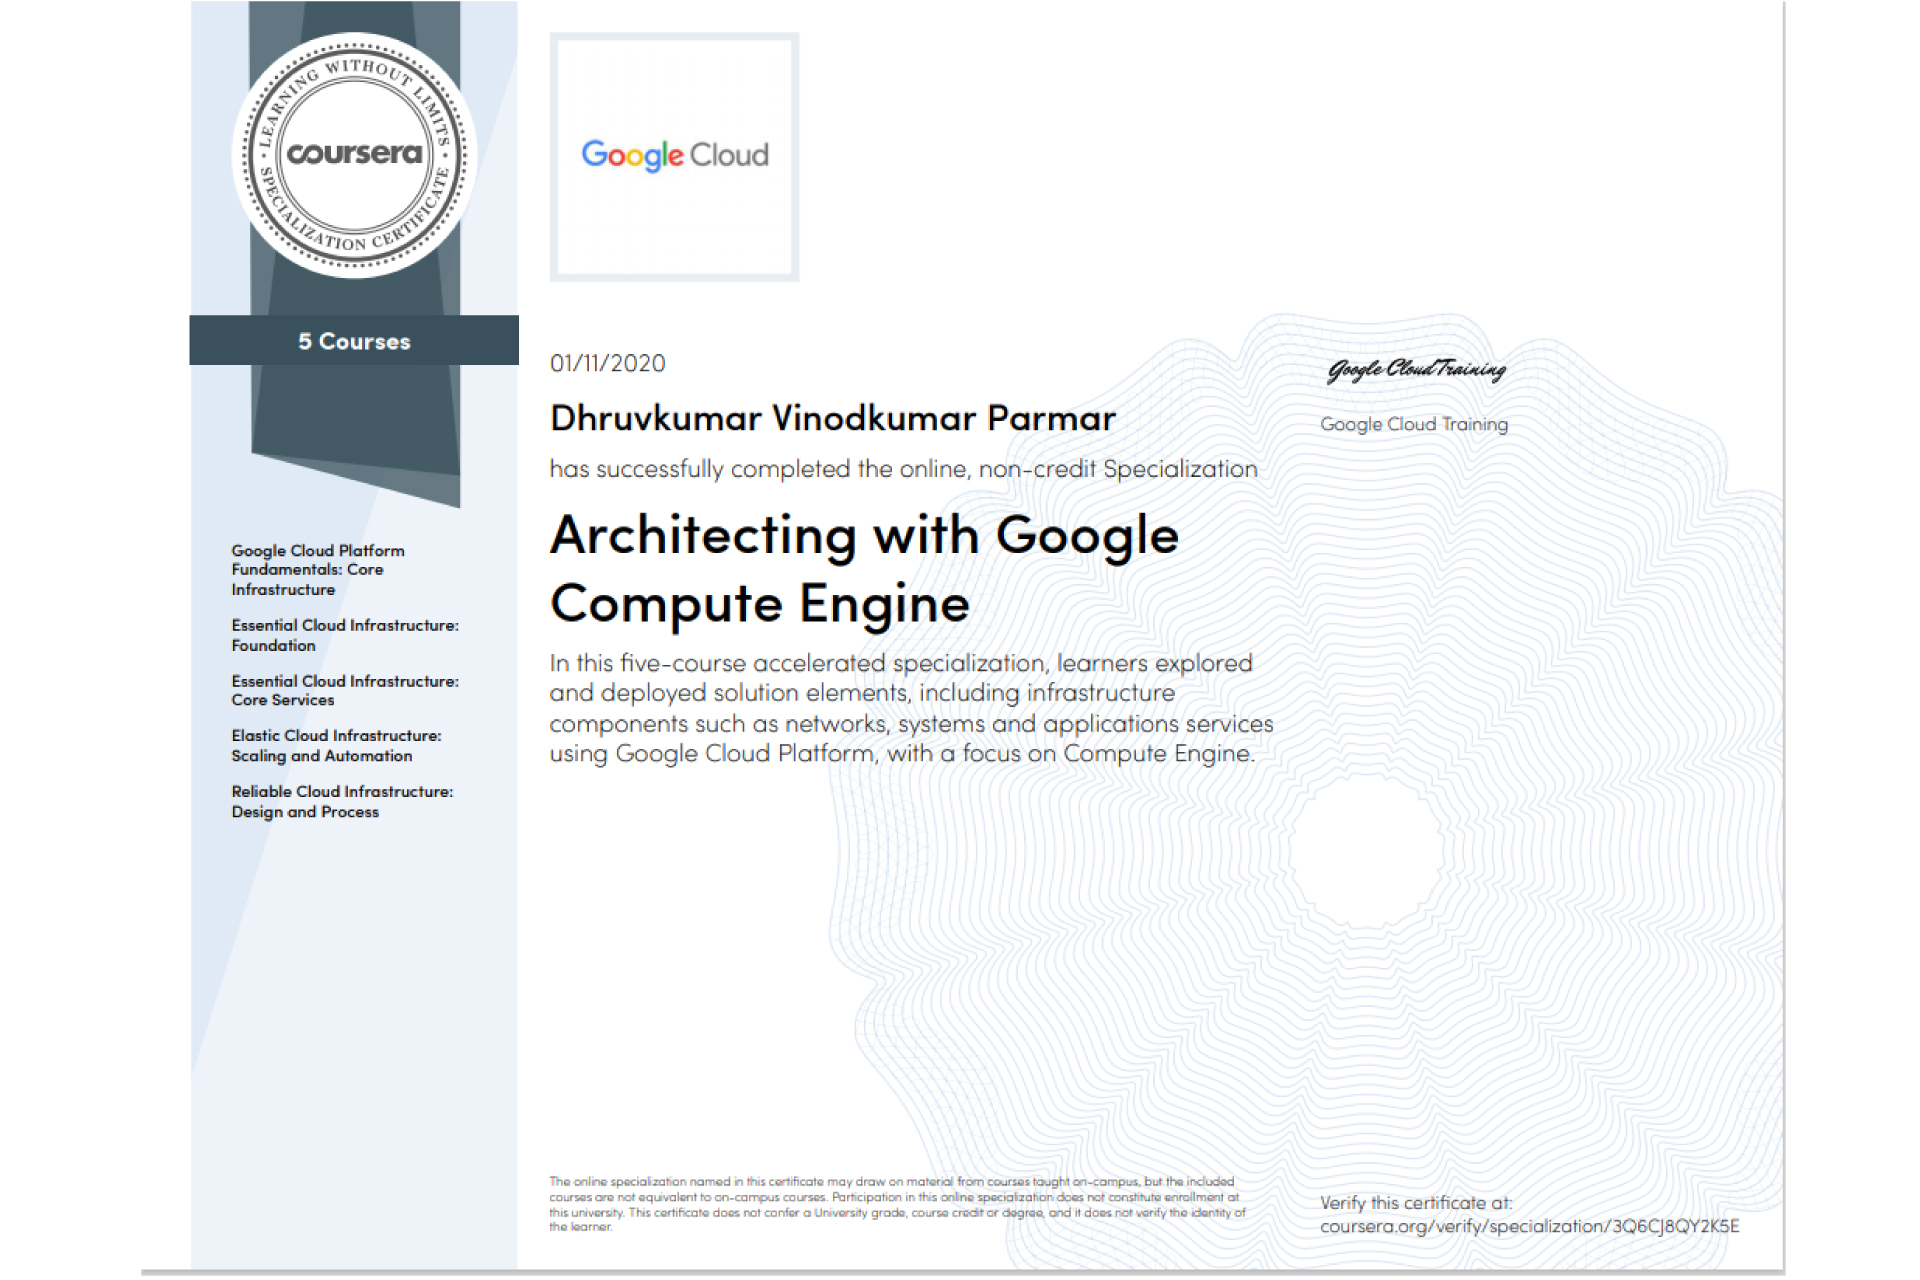 LEARNING WITHOUT LIMITS
coursera
SPECIALIZATION CERTIFICATE
5 Courses
Google Cloud Platform
Fundamentals: Core
Infrastructure
Essential Cloud Infrastructure:
Foundation
Essential Cloud Infrastructure:
Core Services
Elastic Cloud Infrastructure:
Scaling and Automation
Reliable Cloud Infrastructure:
Design and Process
Google Cloud
01/11/2020
Dhruvkumar Vinodkumar Parmar
has successfully completed the online, non-credit Specialization
Architecting with Google
Compute Engine
In this five-course accelerated specialization, learners explored
and deployed solution elements, including infrastructure
components such as networks, systems and applications services
using Google Cloud Platform, with a focus on Compute Engine.
Google Cloud Training
Google Cloud Training
The online specialization named in this certificate may draw on material from courses taught on-campus, but the included
courses are not equivalent to on-campus courses. Participation in this online specialization does not constitute enrollment at
this university. This certificate does not confer a University grade, course credit or degree, and it does not verify the identity of
the learner.
Verify this certificate at:
coursera.org/verify/specialization/3Q6CJ8QY2K5E